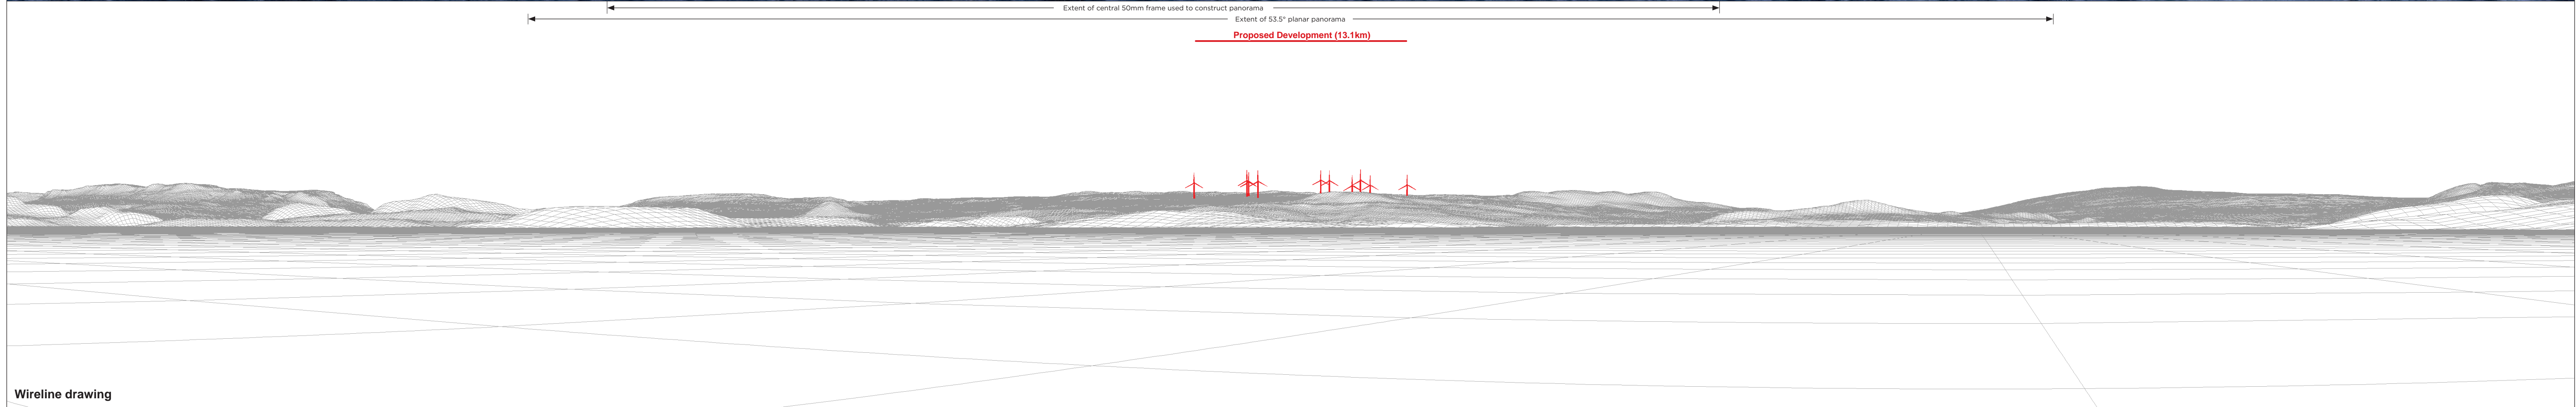 Extent of central 50mm frame used to construct panorama
Extent of 53.5° planar panorama
Proposed Development (13.1km)
Wireline drawing